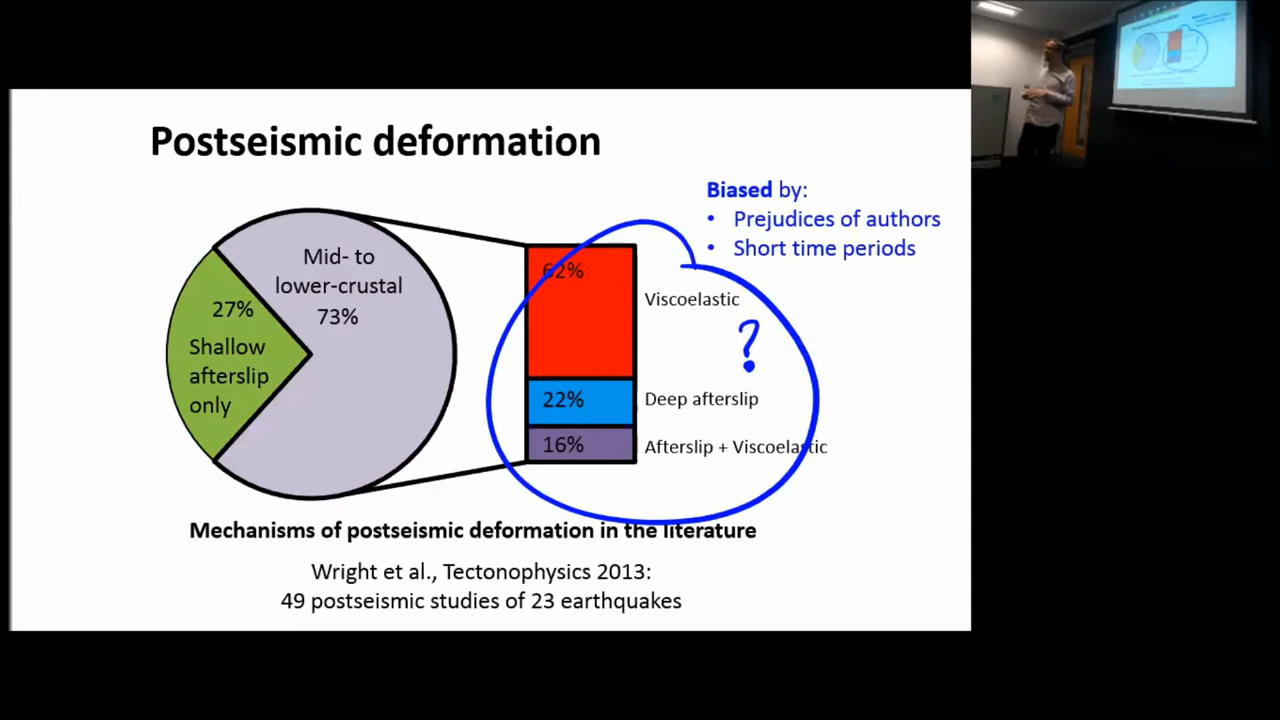 Postseismic deformation
Biased by:
• Prejudices of authors
• Short time periods
Mid- to
lower-crustal
73%
27%
Shallow
afterslip
only
62%
Viscoelastic
?
22%
Deep afterslip
16%
Afterslip + Viscoelastic
Mechanisms of postseismic deformation in the literature
Wright et al., Tectonophysics 2013:
49 postseismic studies of 23 earthquakes